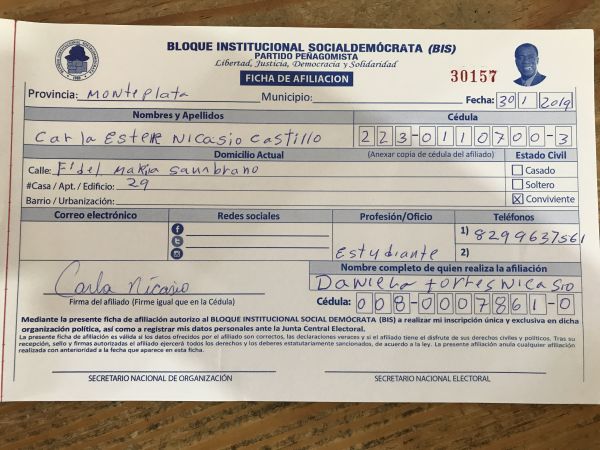 BLOQUE INSTITUCIONAL SOCIALDEMÓCRATA (BIS)
PARTIDO PEÑAGOMISTA
Libertad, Justicia, Democracia y Solidaridad
FICHA DE AFILIACION
30157
Provincia: Monteplata Municipio: Fecha: 30 1 2019
Nombres y Apellidos Cédula
Carla Estere Nicasio Castillo 223-0110700-3
Domicilio Actual (Anexar copia de cédula del afiliado) Estado Civil
Calle: Fidel Makia saunbrano Casado
#Casa / Apt. / Edificio: 29 Soltero
Barrio / Urbanización: X Conviviente
Correo electrónico Redes sociales Profesión/Oficio Teléfonos
Estudiante 1) 8299637561
2)
Carla Nicasio Nombre completo de quien realiza la afiliación
Daniela tortes Nicasio
Firma del afiliado (Firme igual que en la Cédula) Cédula: 008-0007861-0
Mediante la presente ficha de afiliación autorizo al BLOQUE INSTITUCIONAL SOCIAL DEMÓCRATA (BIS) a realizar mi inscripción única y exclusiva en dicha
organización política, así como a registrar mis datos personales ante la Junta Central Electoral.
La presente ficha de afiliación es válida si los datos ofrecidos por el afiliado son correctos, las declaraciones veraces y si el afiliado tiene el disfrute de sus derechos civiles y políticos. Tras su
recepción, sello y firmas autorizadas el afiliado ejercerá todos los derechos y los deberes estatutariamente sancionados, de acuerdo a la ley. La presente afiliación anula cualquier afiliación
realizada con anterioridad a la fecha que aparece en esta ficha.
SECRETARIO NACIONAL DE ORGANIZACIÓN SECRETARIO NACIONAL ELECTORAL